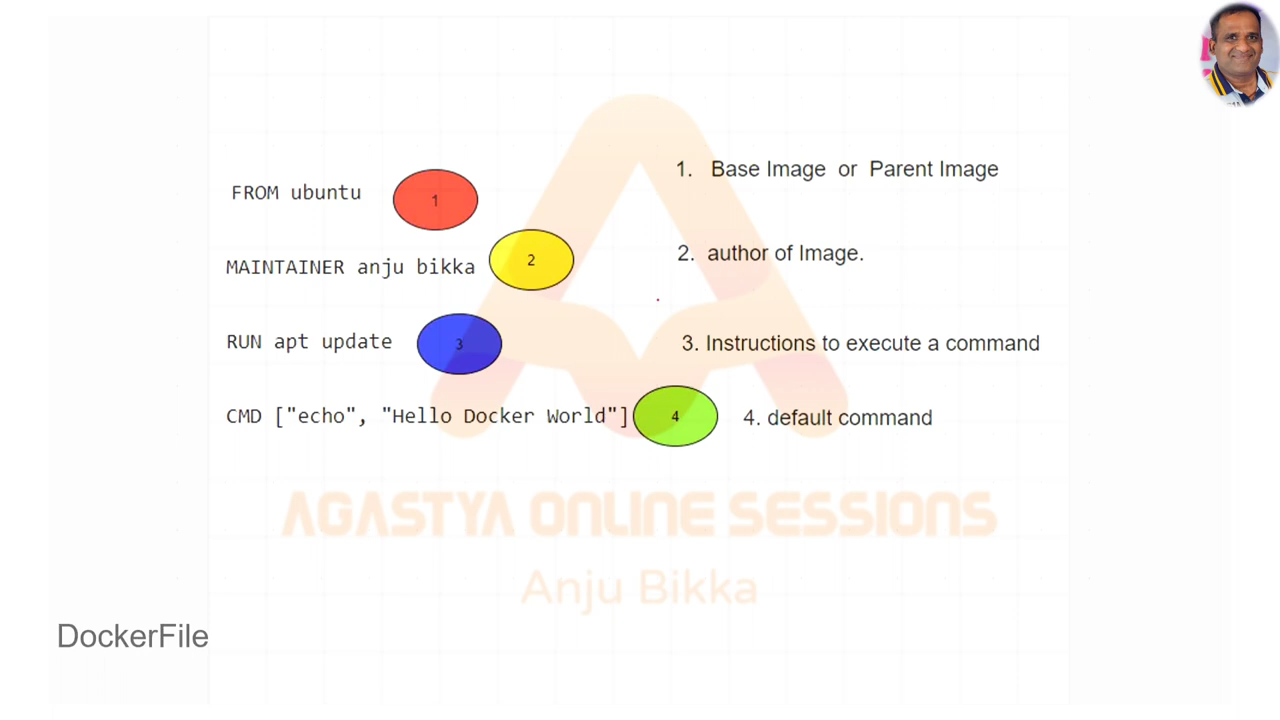 FROM ubuntu
1
1. Base Image or Parent Image
MAINTAINER anju bikka
2
2. author of Image.
RUN apt update
3
3. Instructions to execute a command
CMD ["echo", "Hello Docker World"]
4
4. default command
AGASTYA ONLINE SESSIONS
Anju Bikka
DockerFile